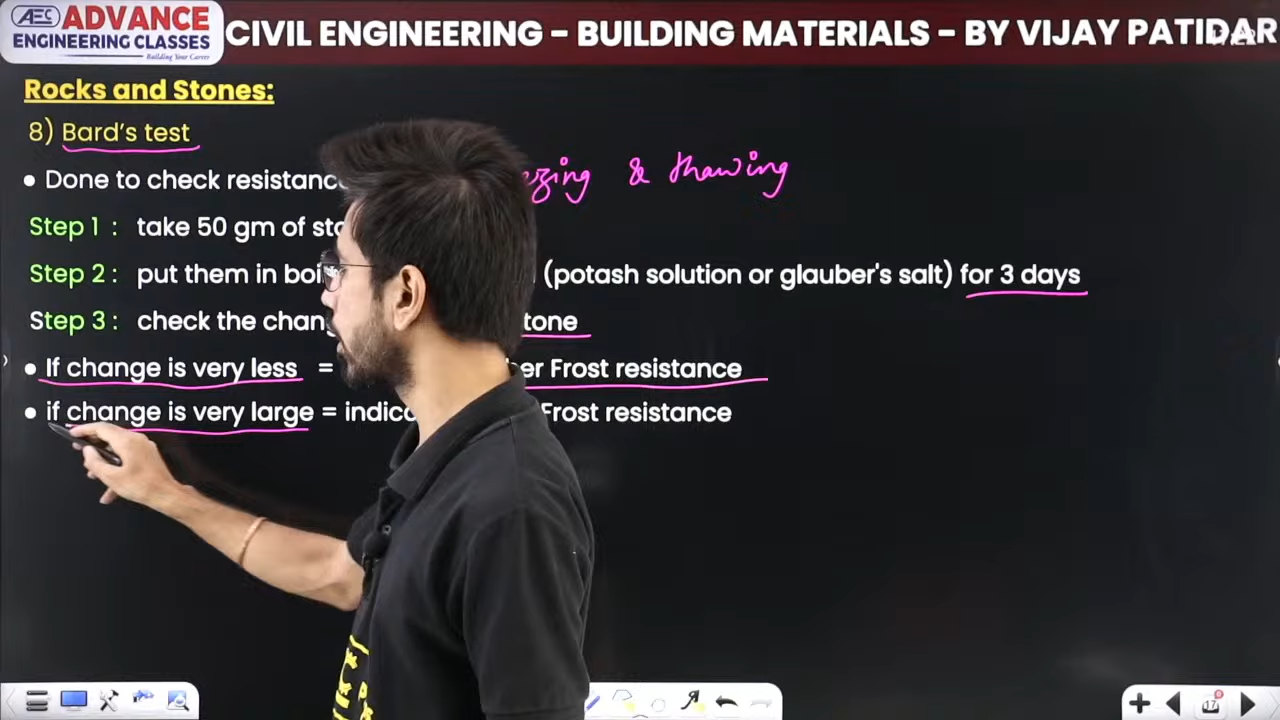 AEC ADVANCE
ENGINEERING CLASSES
Building Your Career
CIVIL ENGINEERING - BUILDING MATERIALS - BY VIJAY PATIDAR
Rocks and Stones:
8) Bard's test
• Done to check resistanc ezing & thawing
Step 1 : take 50 gm of sto
Step 2 : put them in boi (potash solution or glauber's salt) for 3 days
Step 3 : check the chan tone
• If change is very less = er Frost resistance
• if change is very large = indic Frost resistance
17